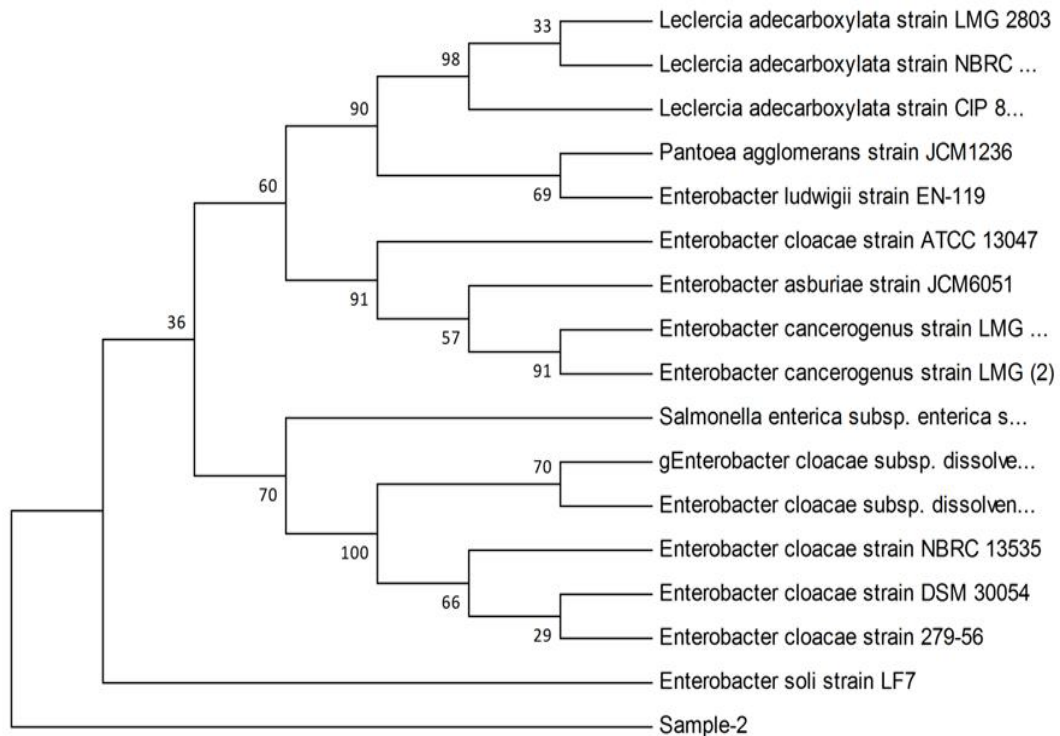 33
Leclercia adecarboxylata strain LMG 2803
98
Leclercia adecarboxylata strain NBRC ...
90
Leclercia adecarboxylata strain CIP 8...
Pantoea agglomerans strain JCM1236
60
69
Enterobacter ludwigii strain EN-119
Enterobacter cloacae strain ATCC 13047
91
Enterobacter asburiae strain JCM6051
36
57
Enterobacter cancerogenus strain LMG ...
91
Enterobacter cancerogenus strain LMG (2)
Salmonella enterica subsp. enterica s...
70
70
gEnterobacter cloacae subsp. dissolve...
Enterobacter cloacae subsp. dissolven...
100
Enterobacter cloacae strain NBRC 13535
66
Enterobacter cloacae strain DSM 30054
29
Enterobacter cloacae strain 279-56
Enterobacter soli strain LF7
Sample-2